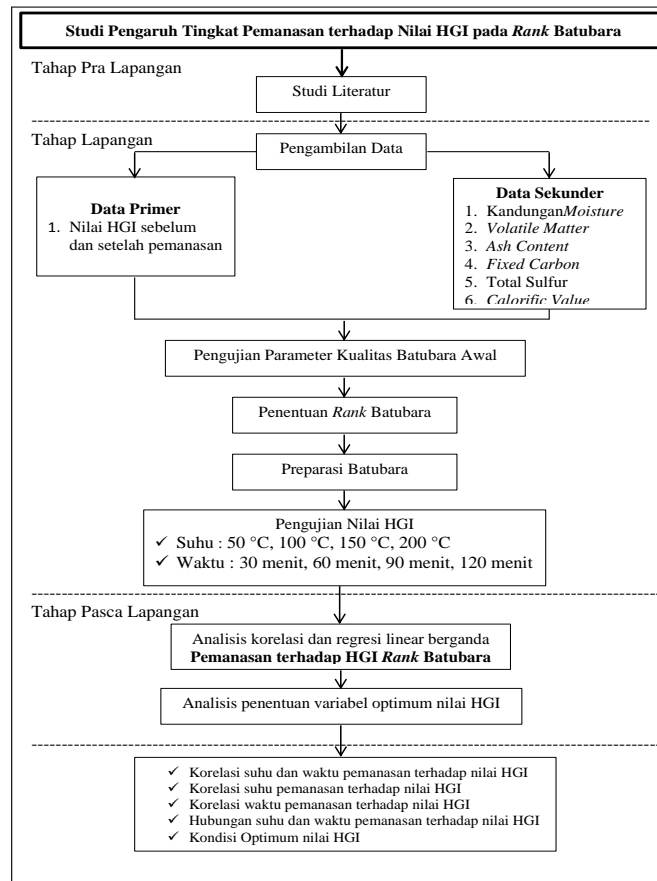 Studi Pengaruh Tingkat Pemanasan terhadap Nilai HGI pada Rank Batubara
Tahap Pra Lapangan
Studi Literatur
Tahap Lapangan
Pengambilan Data
Data Primer
1. Nilai HGI sebelum
dan setelah pemanasan
Data Sekunder
1. KandunganMoisture
2. Volatile Matter
3. Ash Content
4. Fixed Carbon
5. Total Sulfur
6. Calorific Value
Pengujian Parameter Kualitas Batubara Awal
Penentuan Rank Batubara
Preparasi Batubara
Pengujian Nilai HGI
✓ Suhu : 50 °C, 100 °C, 150 °C, 200 °C
✓ Waktu : 30 menit, 60 menit, 90 menit, 120 menit
Tahap Pasca Lapangan
Analisis korelasi dan regresi linear berganda
Pemanasan terhadap HGI Rank Batubara
Analisis penentuan variabel optimum nilai HGI
✓ Korelasi suhu dan waktu pemanasan terhadap nilai HGI
✓ Korelasi suhu pemanasan terhadap nilai HGI
✓ Korelasi waktu pemanasan terhadap nilai HGI
✓ Hubungan suhu dan waktu pemanasan terhadap nilai HGI
✓ Kondisi Optimum nilai HGI